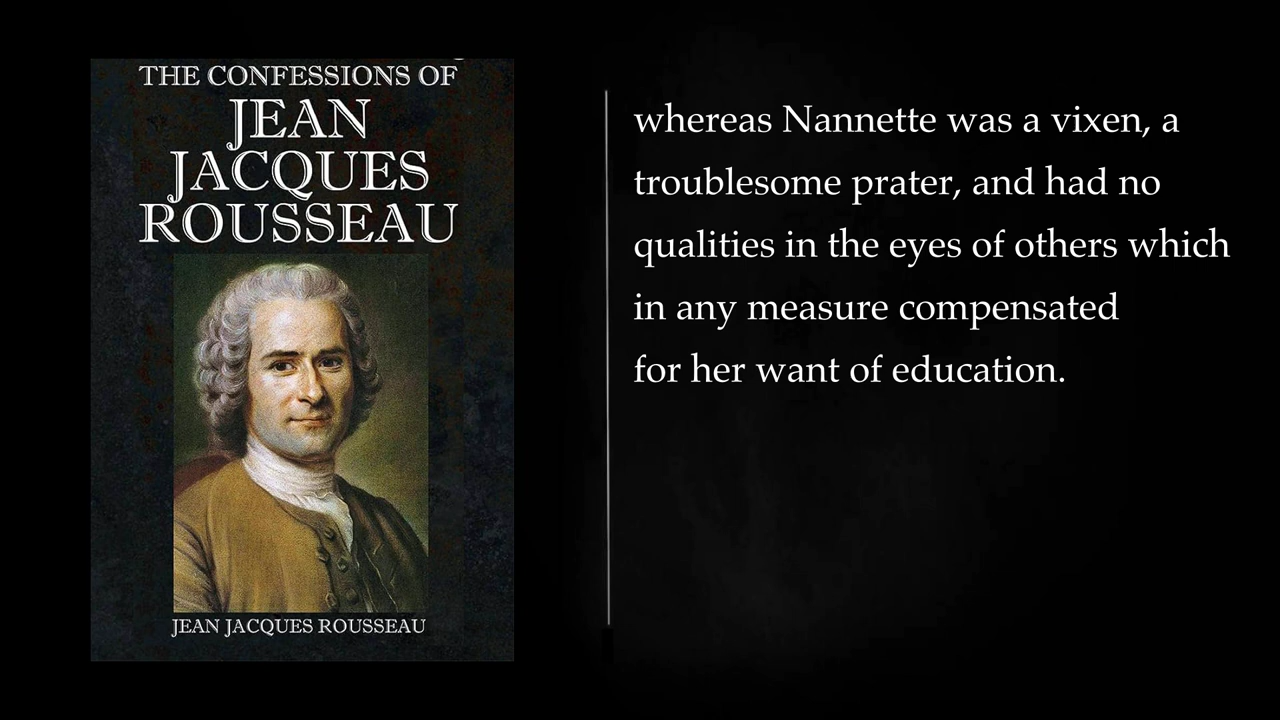 THE CONFESSIONS OF
JEAN
JACQUES
ROUSSEAU
JEAN JACQUES ROUSSEAU
whereas Nannette was a vixen, a
troublesome prater, and had no
qualities in the eyes of others which
in any measure compensated
for her want of education.